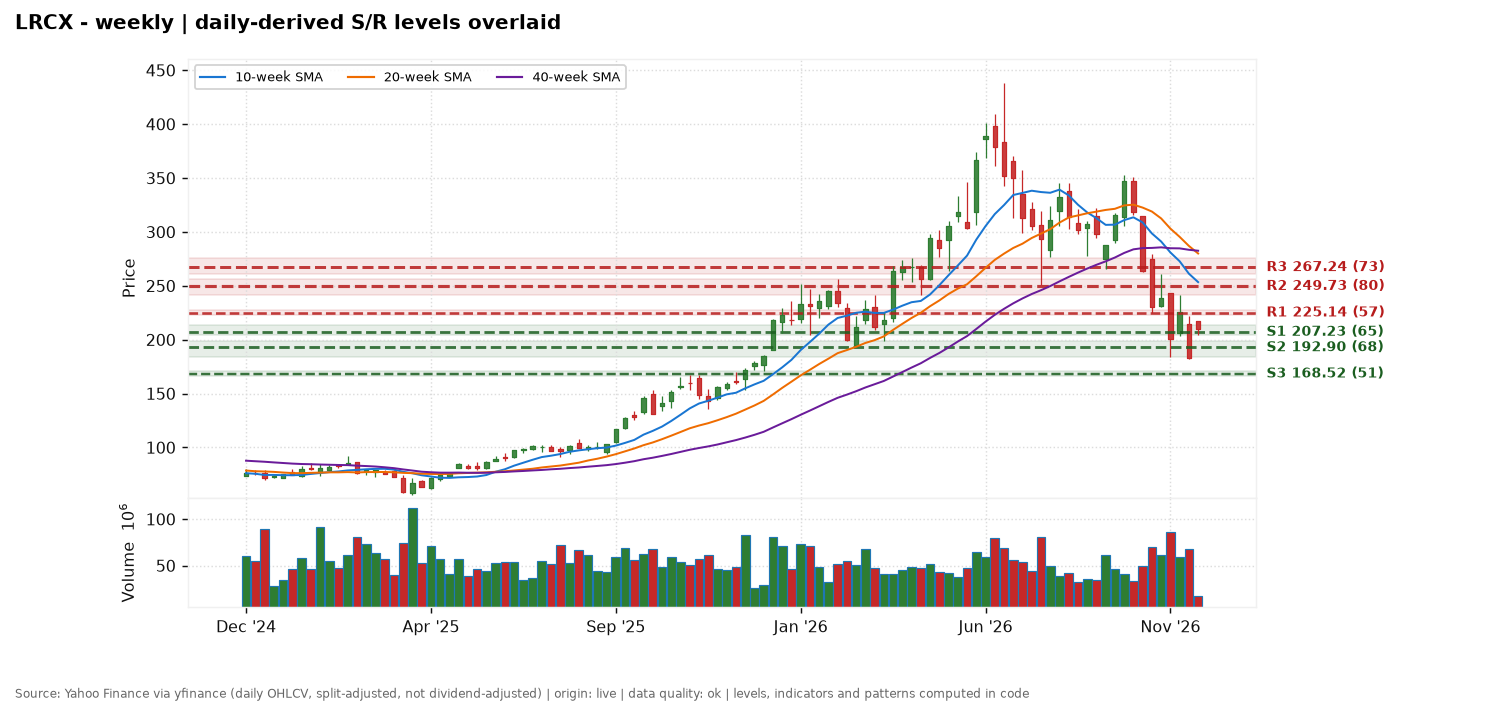 LRCX - weekly | daily-derived S/R levels overlaid
10-week SMA 20-week SMA 40-week SMA
450
400
350
300
250
200
150
100
Price
R3 267.24 (73)
R2 249.73 (80)
R1 225.14 (57)
S1 207.23 (65)
S2 192.90 (68)
S3 168.52 (51)
100
50
Volume 10⁶
Dec '24 Apr '25 Sep '25 Jan '26 Jun '26 Nov '26
Source: Yahoo Finance via yfinance (daily OHLCV, split-adjusted, not dividend-adjusted) | origin: live | data quality: ok | levels, indicators and patterns computed in code